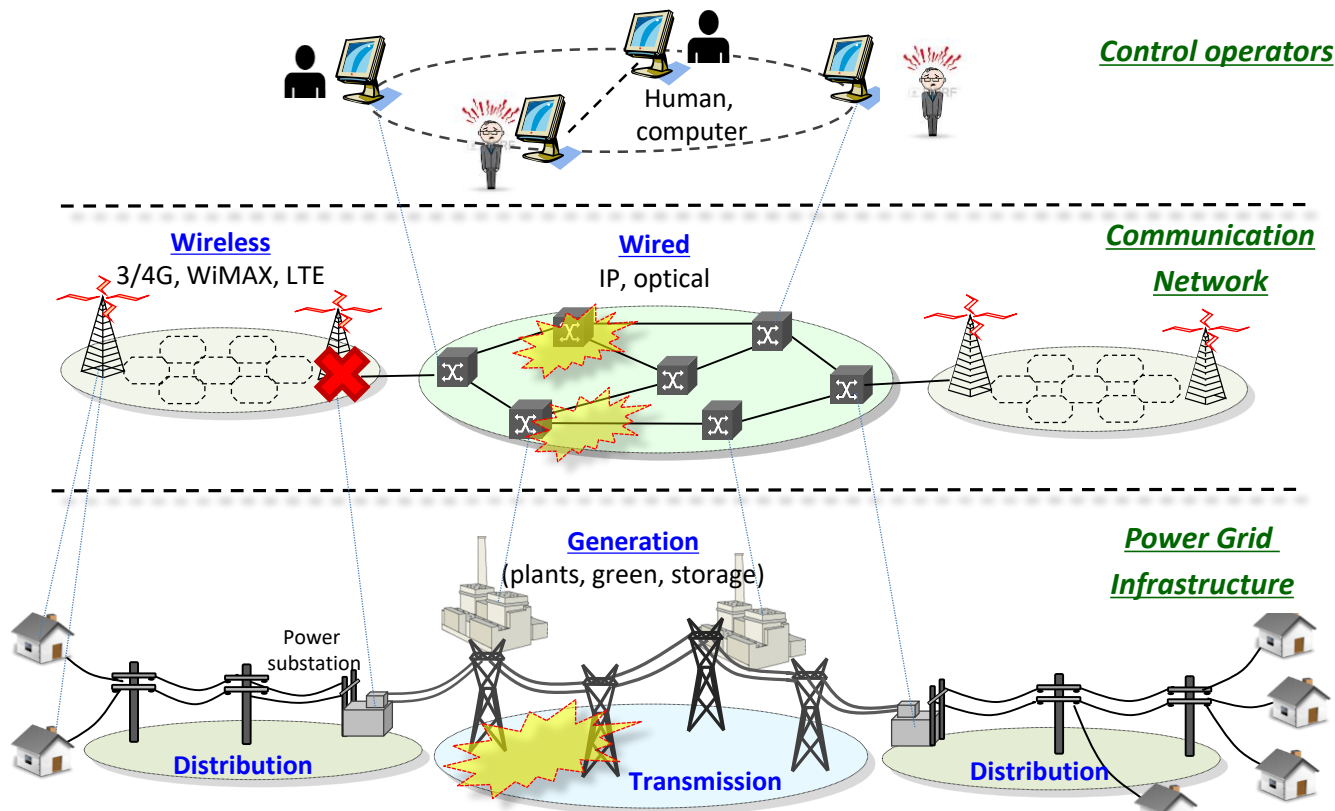 Control operators
Human,
computer
Wireless
3/4G, WiMAX, LTE
Wired
IP, optical
Communication
Network
Generation
(plants, green, storage)
Power Grid
Infrastructure
Power
substation
Distribution
Transmission
Distribution